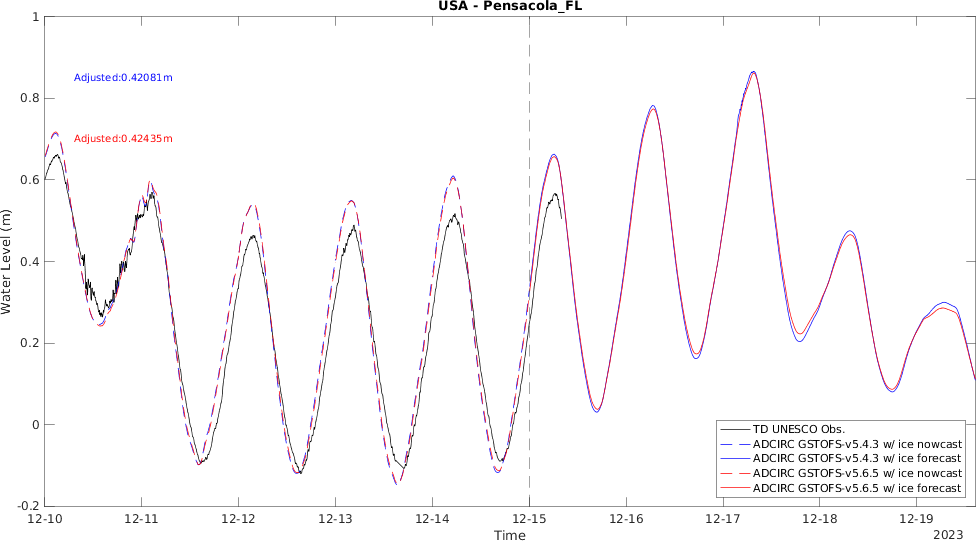 USA - Pensacola_FL
1
0.8
0.6
0.4
0.2
0
-0.2
Water Level (m)
Adjusted:0.42081m
Adjusted:0.42435m
TD UNESCO Obs.
ADCIRC GSTOFS-v5.4.3 w/ ice nowcast
ADCIRC GSTOFS-v5.4.3 w/ ice forecast
ADCIRC GSTOFS-v5.6.5 w/ ice nowcast
ADCIRC GSTOFS-v5.6.5 w/ ice forecast
12-10 12-11 12-12 12-13 12-14 12-15 12-16 12-17 12-18 12-19
Time
2023